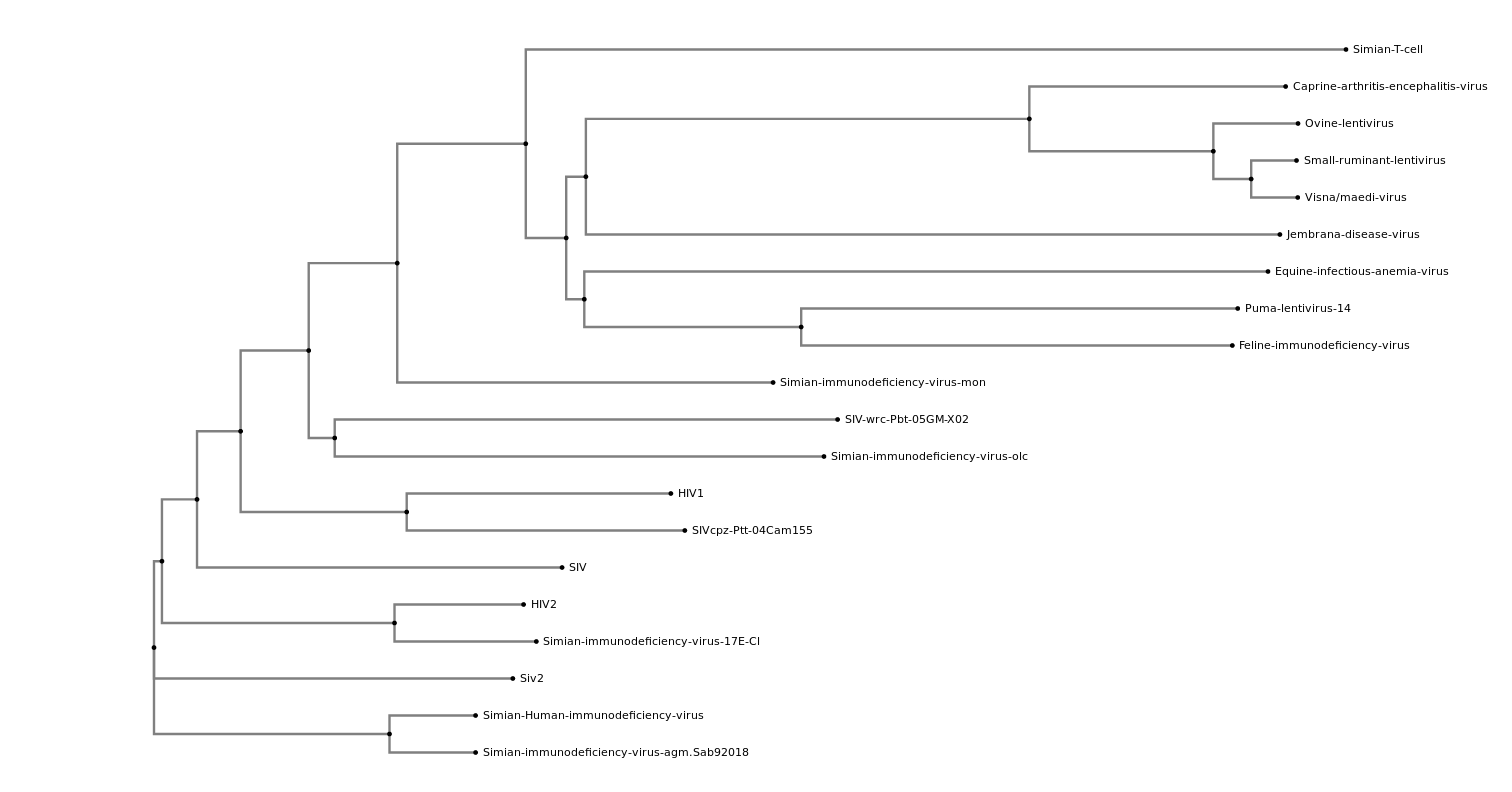 Simian-T-cell
Caprine-arthritis-encephalitis-virus
Ovine-lentivirus
Small-ruminant-lentivirus
Visna/maedi-virus
Jembrana-disease-virus
Equine-infectious-anemia-virus
Puma-lentivirus-14
Feline-immunodeficiency-virus
Simian-immunodeficiency-virus-mon
SIV-wrc-Pbt-05GM-X02
Simian-immunodeficiency-virus-olc
HIV1
SIVcpz-Ptt-04Cam155
SIV
HIV2
Simian-immunodeficiency-virus-17E-Cl
Siv2
Simian-Human-immunodeficiency-virus
Simian-immunodeficiency-virus-agm.Sab92018